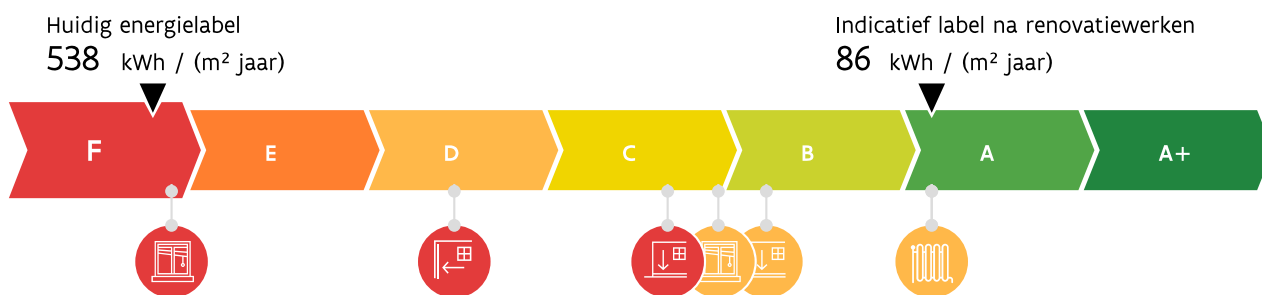 Huidig energielabel
538 kWh / (m² jaar)
Indicatief label na renovatiewerken
86 kWh / (m² jaar)
F E D C B A A+